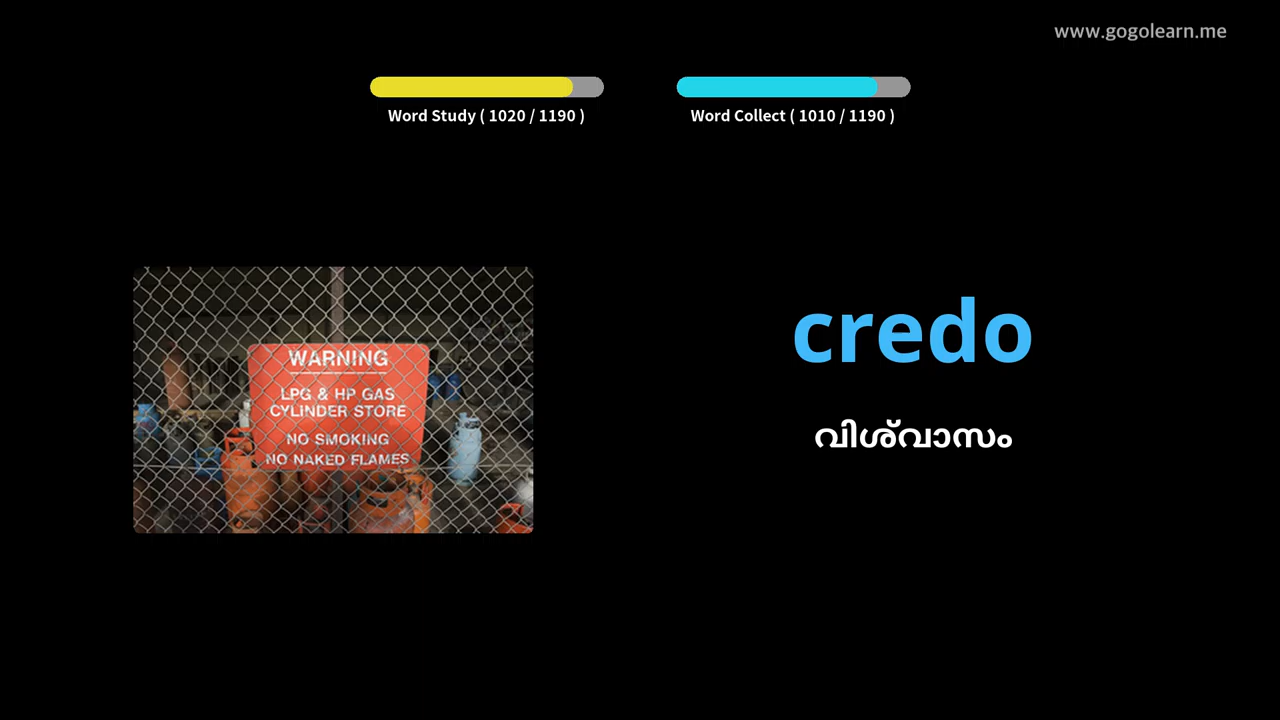 www.gogolearn.me
Word Study ( 1020 / 1190 )
Word Collect ( 1010 / 1190 )
WARNING
LPG & HP GAS
CYLINDER STORE
NO SMOKING
NO NAKED FLAMES
credo
വിശ്വാസം